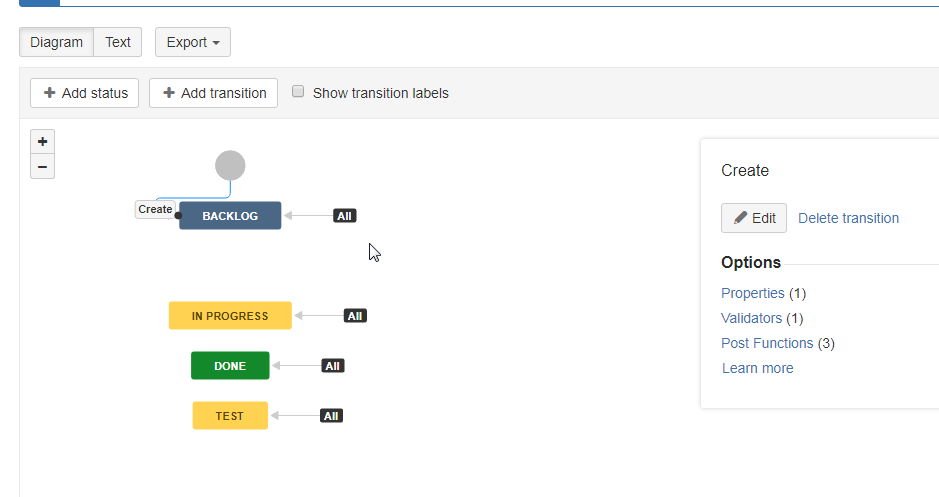 Diagram Text Export
+ Add status + Add transition Show transition labels
+
−
Create
BACKLOG All
IN PROGRESS All
DONE All
TEST All
Create
Edit Delete transition
Options
Properties (1)
Validators (1)
Post Functions (3)
Learn more